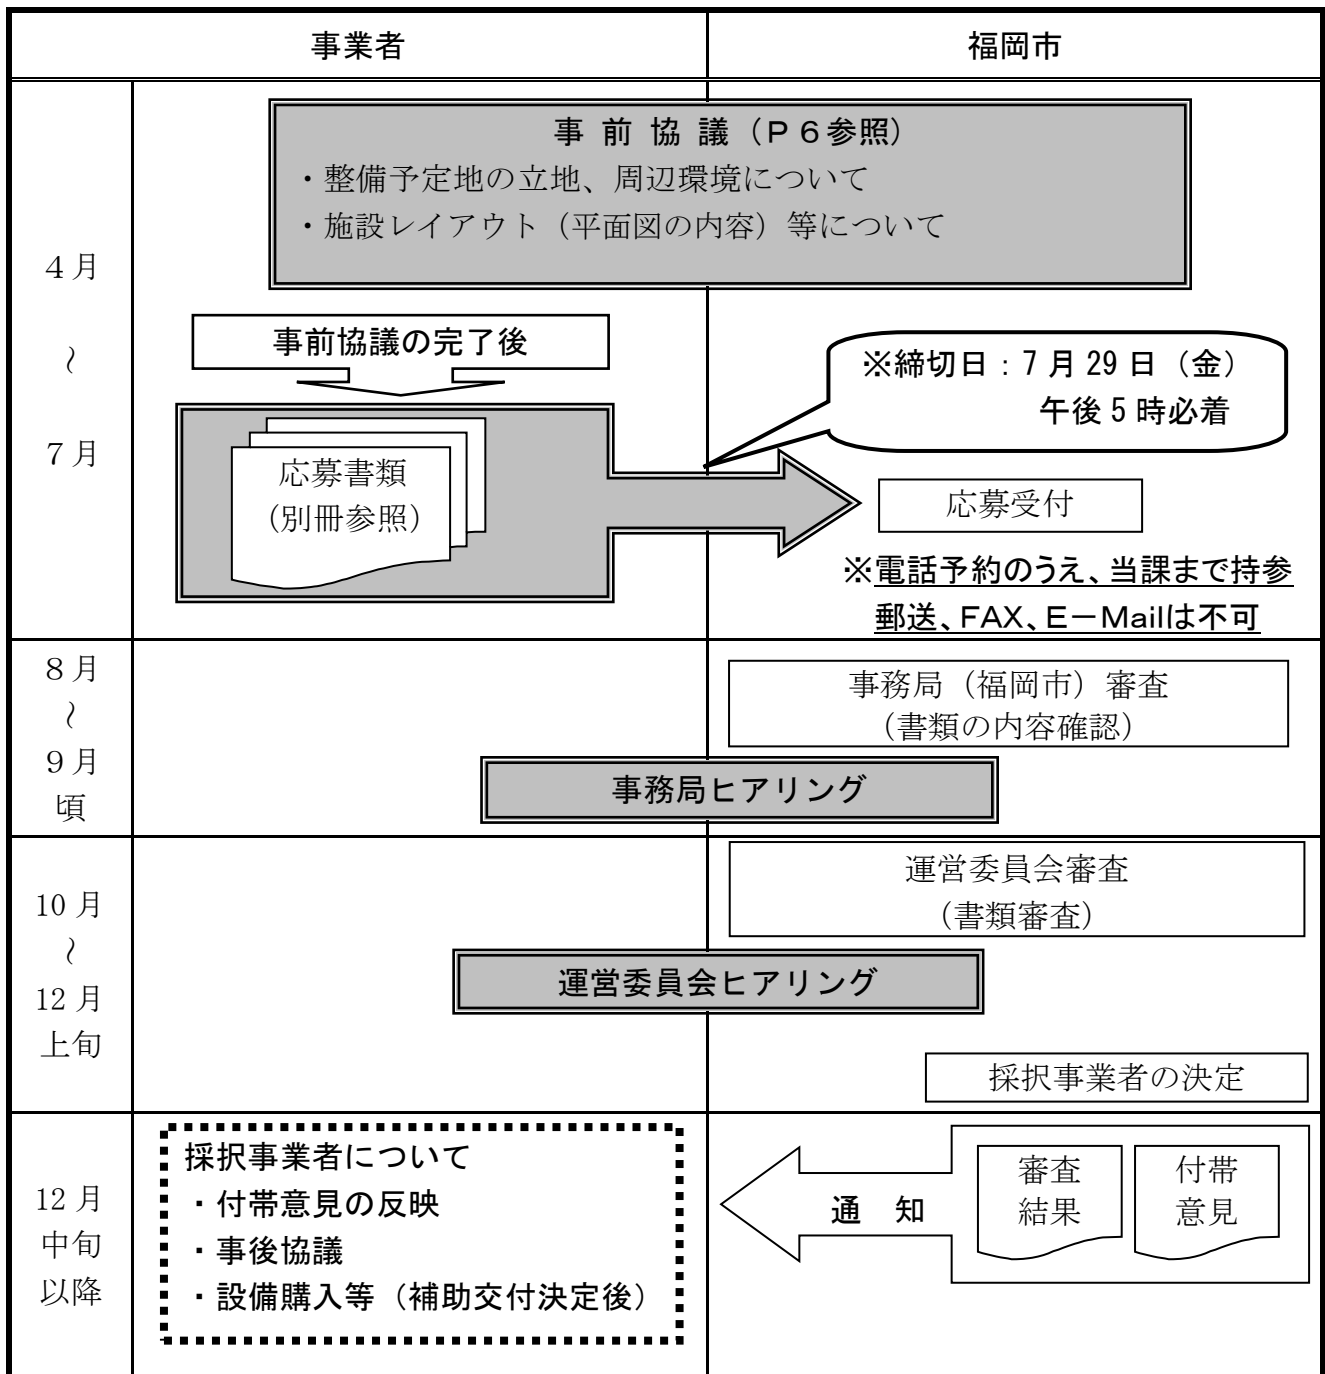 事業者
福岡市
4月
～
7月
事 前 協 議（P6参照）
・整備予定地の立地、周辺環境について
・施設レイアウト（平面図の内容）等について
事前協議の完了後
※締切日：7月29日（金）
午後5時必着
応募書類
（別冊参照）
応募受付
※電話予約のうえ、当課まで持参
郵送、FAX、E－Mailは不可
8月
～
9月
頃
事務局（福岡市）審査
（書類の内容確認）
事務局ヒアリング
10月
～
12月
上旬
運営委員会審査
（書類審査）
運営委員会ヒアリング
採択事業者の決定
12月
中旬
以降
採択事業者について
・付帯意見の反映
・事後協議
・設備購入等（補助交付決定後）
通 知
審査
結果
付帯
意見